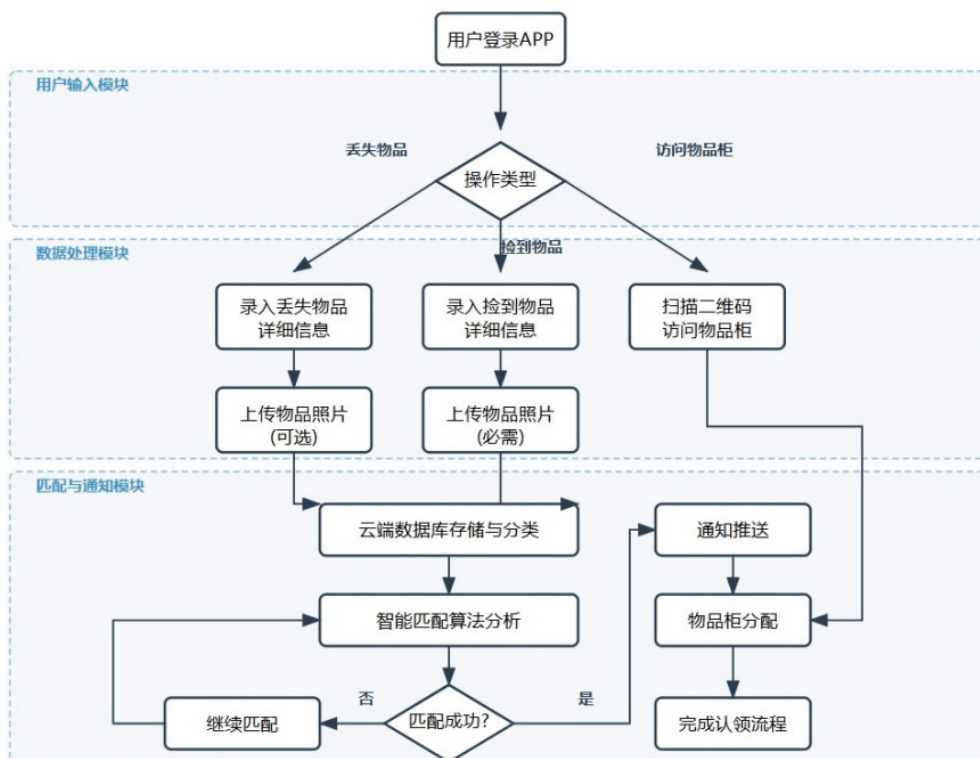 用户登录APP
用户输入模块
丢失物品
访问物品柜
操作类型
数据处理模块
捡到物品
录入丢失物品
详细信息
录入捡到物品
详细信息
扫描二维码
访问物品柜
上传物品照片
(可选)
上传物品照片
(必需)
匹配与通知模块
云端数据库存储与分类
通知推送
智能匹配算法分析
物品柜分配
否
是
继续匹配
匹配成功?
完成认领流程